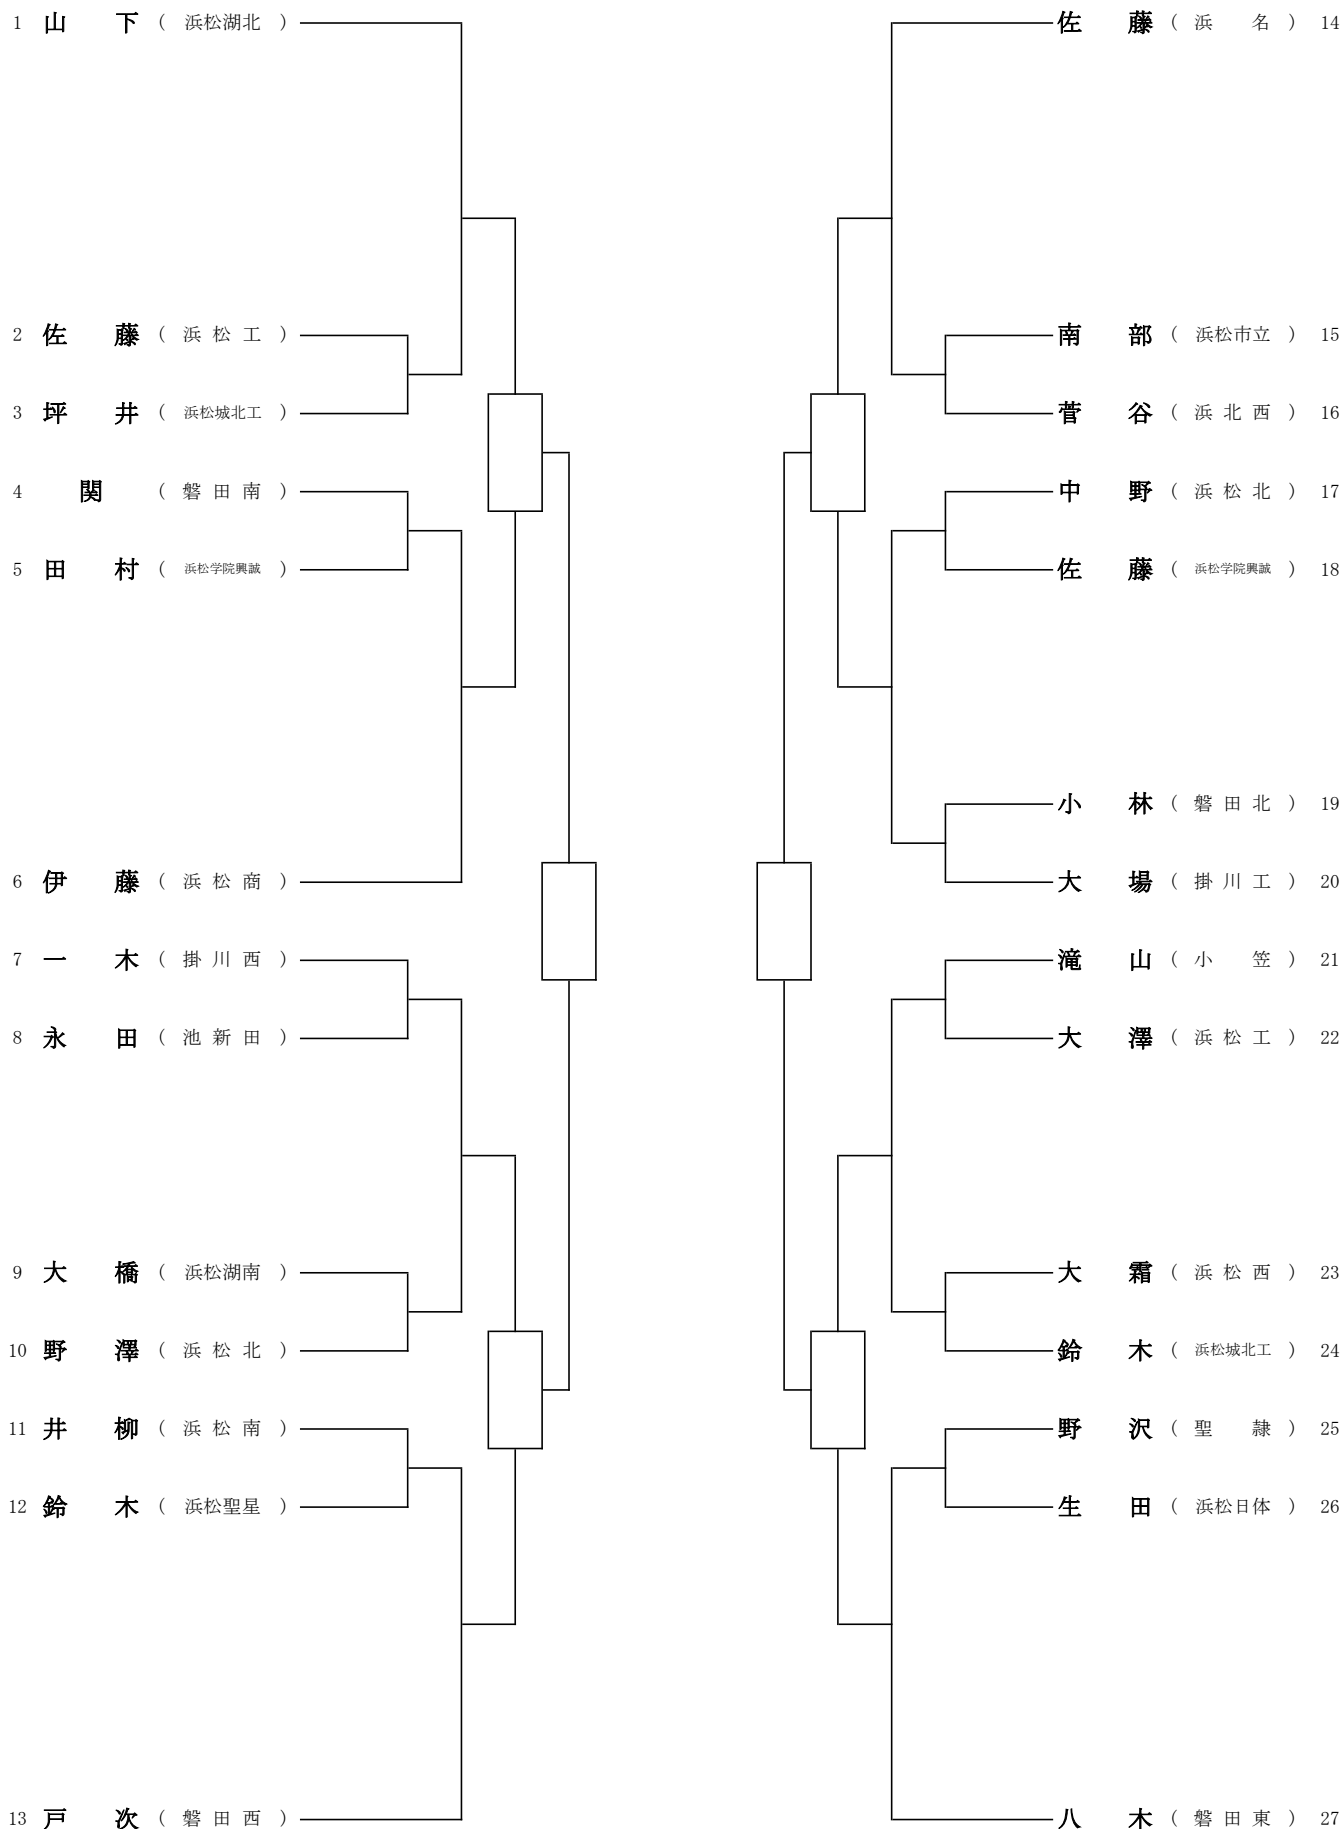 1 山 下 ( 浜松湖北 )
2 佐 藤 ( 浜 松 工 )
3 坪 井 ( 浜松城北工 )
4 関 ( 磐 田 南 )
5 田 村 ( 浜松学院興誠 )
6 伊 藤 ( 浜 松 商 )
7 一 木 ( 掛 川 西 )
8 永 田 ( 池 新 田 )
9 大 橋 ( 浜松湖南 )
10 野 澤 ( 浜 松 北 )
11 井 柳 ( 浜 松 南 )
12 鈴 木 ( 浜松聖星 )
13 戸 次 ( 磐 田 西 )
佐 藤 ( 浜 名 ) 14
南 部 ( 浜松市立 ) 15
菅 谷 ( 浜 北 西 ) 16
中 野 ( 浜 松 北 ) 17
佐 藤 ( 浜松学院興誠 ) 18
小 林 ( 磐 田 北 ) 19
大 場 ( 掛 川 工 ) 20
滝 山 ( 小 笠 ) 21
大 澤 ( 浜 松 工 ) 22
大 霜 ( 浜 松 西 ) 23
鈴 木 ( 浜松城北工 ) 24
野 沢 ( 聖 隷 ) 25
生 田 ( 浜松日体 ) 26
八 木 ( 磐 田 東 ) 27